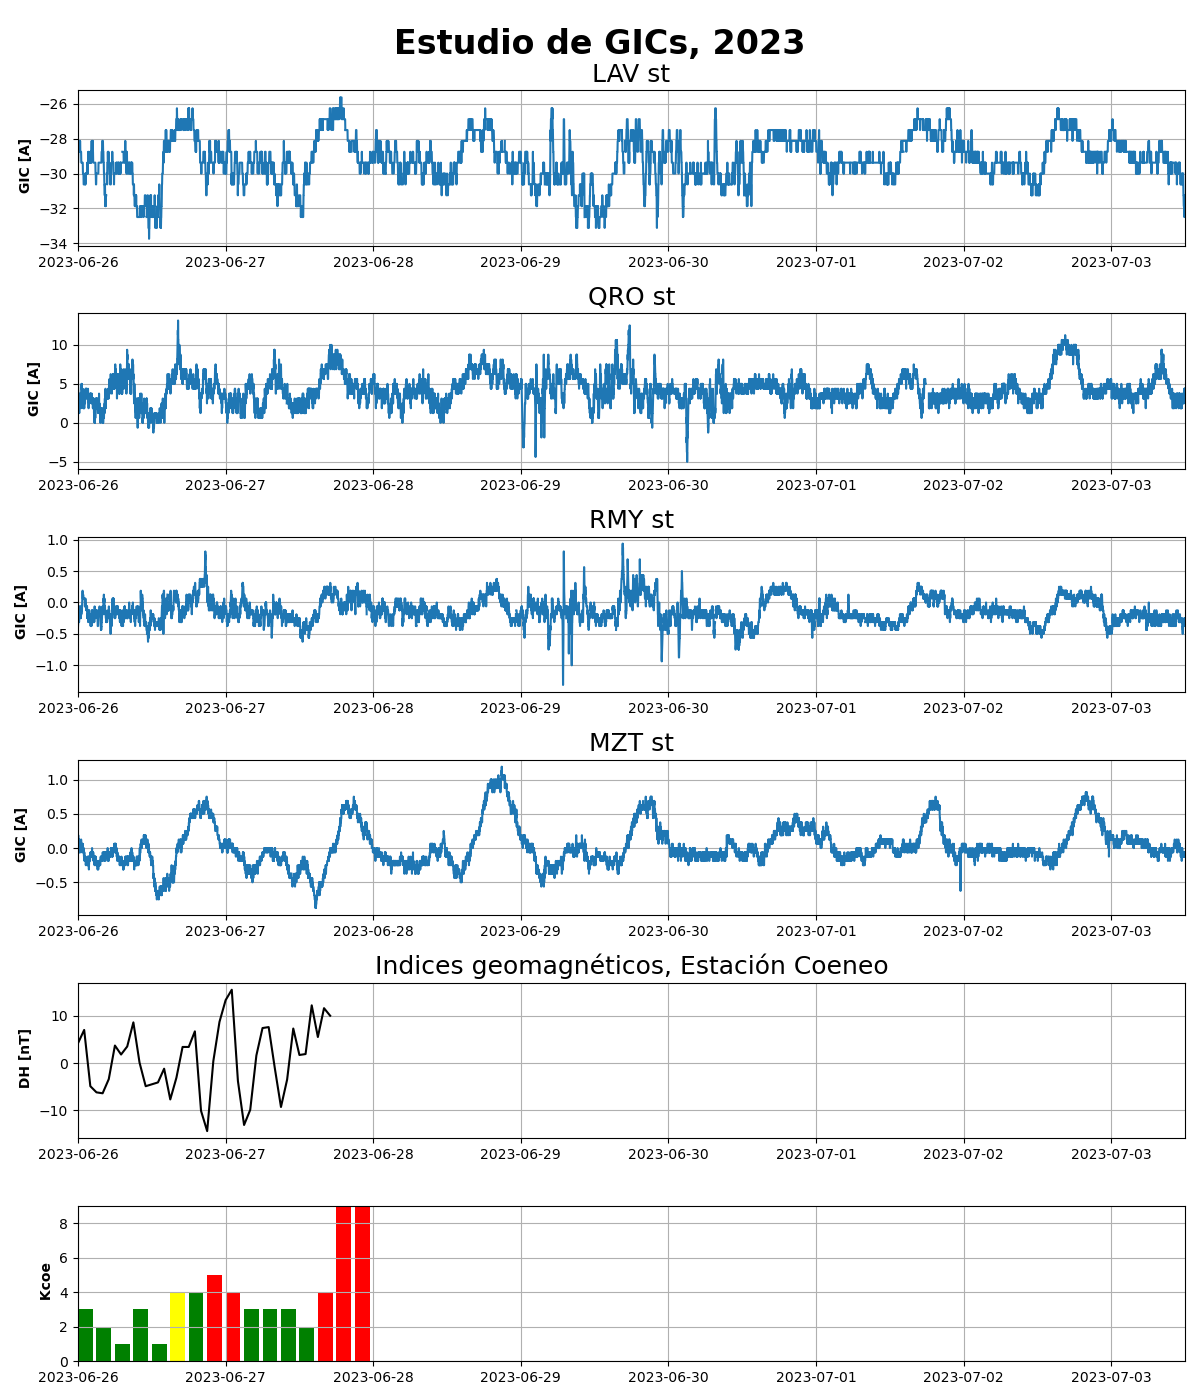 Estudio de GICs, 2023
LAV st
GIC [A]
−26
−28
−30
−32
−34
2023-06-26 2023-06-27 2023-06-28 2023-06-29 2023-06-30 2023-07-01 2023-07-02 2023-07-03
QRO st
GIC [A]
10
5
0
−5
2023-06-26 2023-06-27 2023-06-28 2023-06-29 2023-06-30 2023-07-01 2023-07-02 2023-07-03
RMY st
GIC [A]
1.0
0.5
0.0
−0.5
−1.0
2023-06-26 2023-06-27 2023-06-28 2023-06-29 2023-06-30 2023-07-01 2023-07-02 2023-07-03
MZT st
GIC [A]
1.0
0.5
0.0
−0.5
2023-06-26 2023-06-27 2023-06-28 2023-06-29 2023-06-30 2023-07-01 2023-07-02 2023-07-03
Indices geomagnéticos, Estación Coeneo
DH [nT]
10
0
−10
2023-06-26 2023-06-27 2023-06-28 2023-06-29 2023-06-30 2023-07-01 2023-07-02 2023-07-03
Kcoe
8
6
4
2
0
2023-06-26 2023-06-27 2023-06-28 2023-06-29 2023-06-30 2023-07-01 2023-07-02 2023-07-03